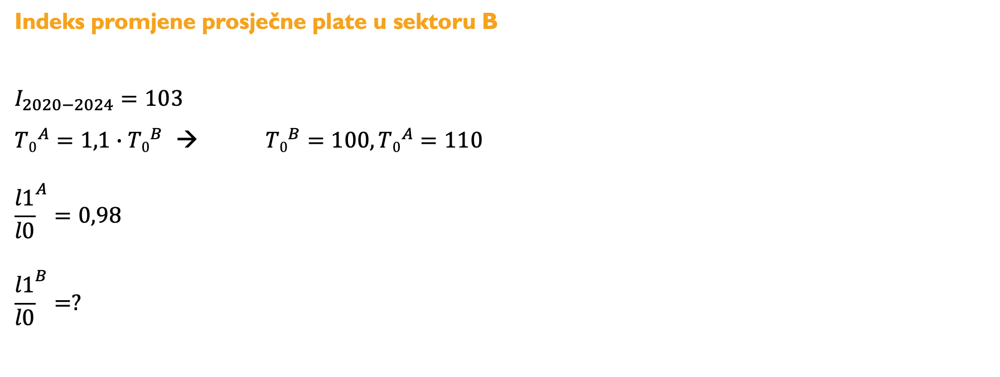 Indeks promjene prosječne plate u sektoru B
I₂₀₂₀₋₂₀₂₄ = 103
T₀ᴬ = 1,1 · T₀ᴮ → T₀ᴮ = 100, T₀ᴬ = 110
l1ᴬ
l0
= 0,98
l1ᴮ
l0
=?